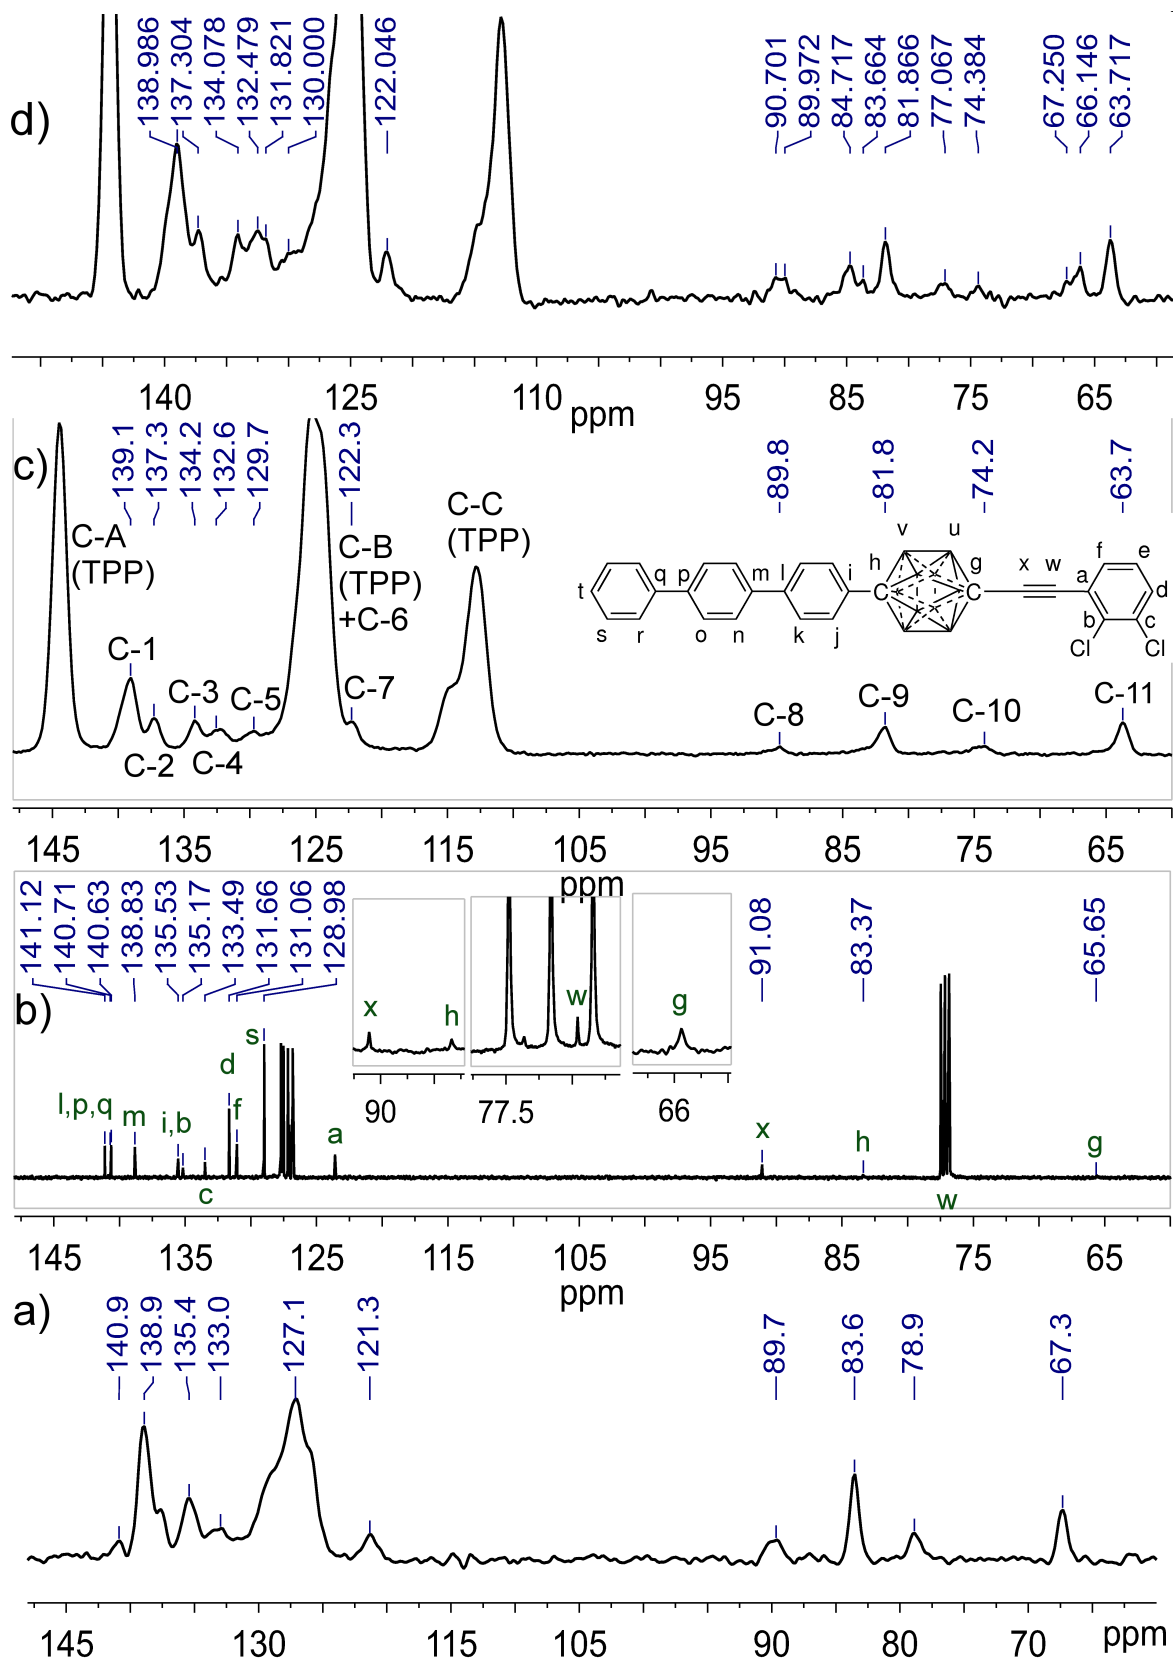 d)
138.986
137.304
134.078
132.479
131.821
130.000
122.046
90.701
89.972
84.717
83.664
81.866
77.067
74.384
67.250
66.146
63.717
140 125 110 95 85 75 65
ppm
c)
139.1
137.3
134.2
132.6
129.7
122.3
89.8
81.8
74.2
63.7
C-A
(TPP)
C-B
(TPP)
+C-6
C-C
(TPP)
C-1
C-2
C-3
C-4
C-5
C-7
C-8
C-9
C-10
C-11
v u
h g x w f e
t q p m l i C C a d
s r o n k j b c
Cl Cl
145 135 125 115 105 95 85 75 65
ppm
b)
141.12
140.71
140.63
138.83
135.53
135.17
133.49
131.66
131.06
128.98
91.08
83.37
65.65
l,p,q
m
i,b
c
d
f
s
a
x h
90
w
77.5
g
66
x
h
w
g
145 135 125 115 105 95 85 75 65
ppm
a)
140.9
138.9
135.4
133.0
127.1
121.3
89.7
83.6
78.9
67.3
145 130 115 105 90 80 70 ppm